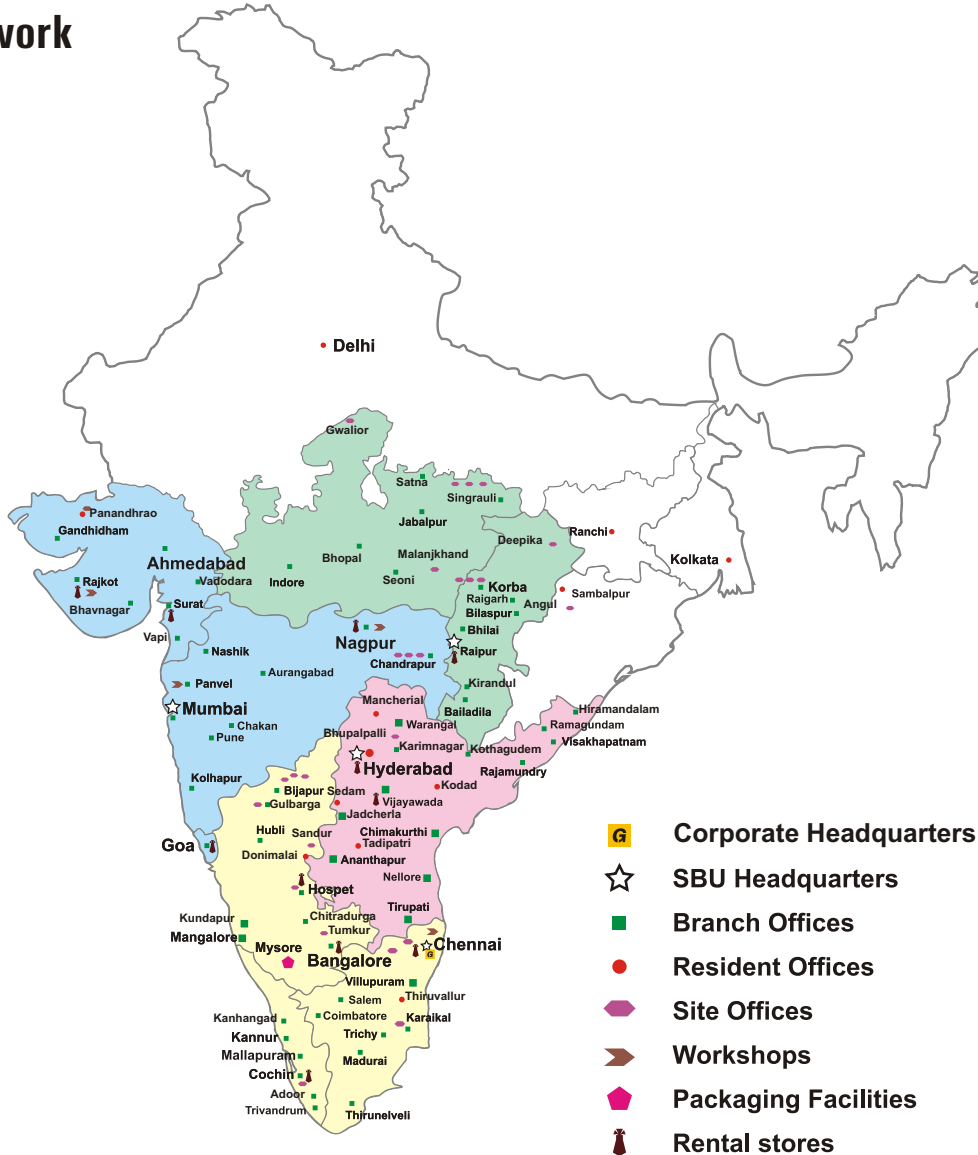 work
Delhi
Gwalior
Satna
Singrauli
Panandhrao
Gandhidham
Jabalpur
Ranchi
Deepika
Ahmedabad
Bhopal
Malanjkhand
Kolkata
Rajkot
Vadodara
Indore
Seoni
Korba
Raigarh
Angul
Sambalpur
Bhavnagar
Surat
Bilaspur
Vapi
Nagpur
Bhilai
Nashik
Chandrapur
Raipur
Aurangabad
Panvel
Kirandul
Mumbai
Mancherial
Bailadila
Hiramandalam
Chakan
Warangal
Ramagundam
Pune
Bhupalpalli
Karimnagar
Kothagudem
Visakhapatnam
Hyderabad
Rajamundry
Kolhapur
Bijapur
Sedam
Kodad
Gulbarga
Vijayawada
Jadcherla
Hubli
Sandur
Chimakurthi
Goa
Donimalai
Tadipatri
Ananthapur
Hospet
Nellore
Tirupati
Kundapur
Chitradurga
Mangalore
Tumkur
Mysore
Bangalore
Chennai
G
Villupuram
Salem
Thiruvallur
Kanhangad
Coimbatore
Karaikal
Kannur
Trichy
Mallapuram
Madurai
Cochin
Adoor
Trivandrum
Thirunelveli
G Corporate Headquarters
SBU Headquarters
Branch Offices
Resident Offices
Site Offices
Workshops
Packaging Facilities
Rental stores